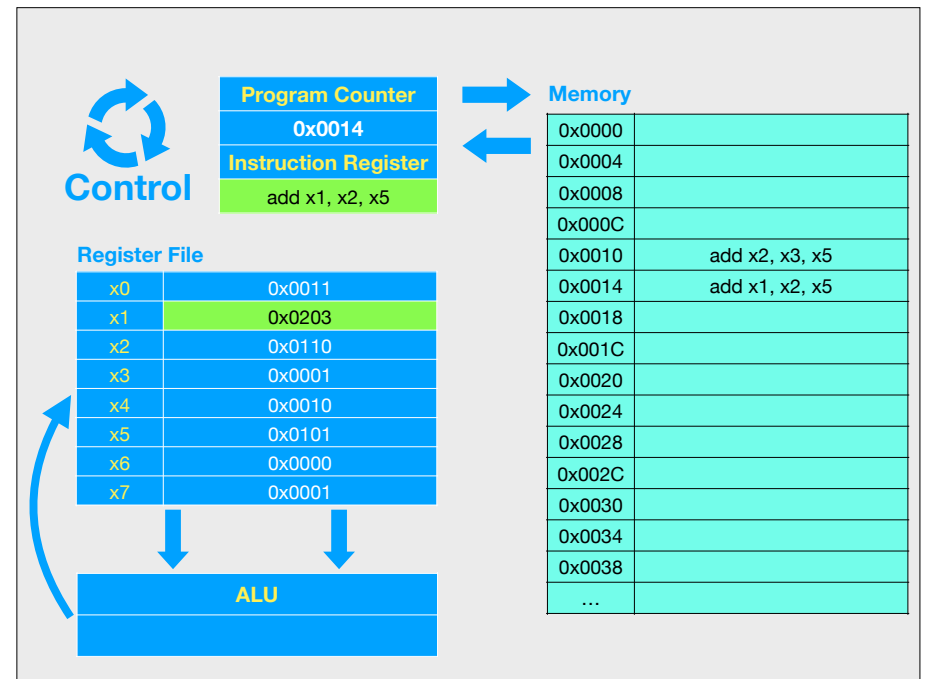 Control
Program Counter
0x0014
Instruction Register
add x1, x2, x5
Register File
x0 0x0011
x1 0x0203
x2 0x0110
x3 0x0001
x4 0x0010
x5 0x0101
x6 0x0000
x7 0x0001
ALU
Memory
0x0000
0x0004
0x0008
0x000C
0x0010 add x2, x3, x5
0x0014 add x1, x2, x5
0x0018
0x001C
0x0020
0x0024
0x0028
0x002C
0x0030
0x0034
0x0038
…